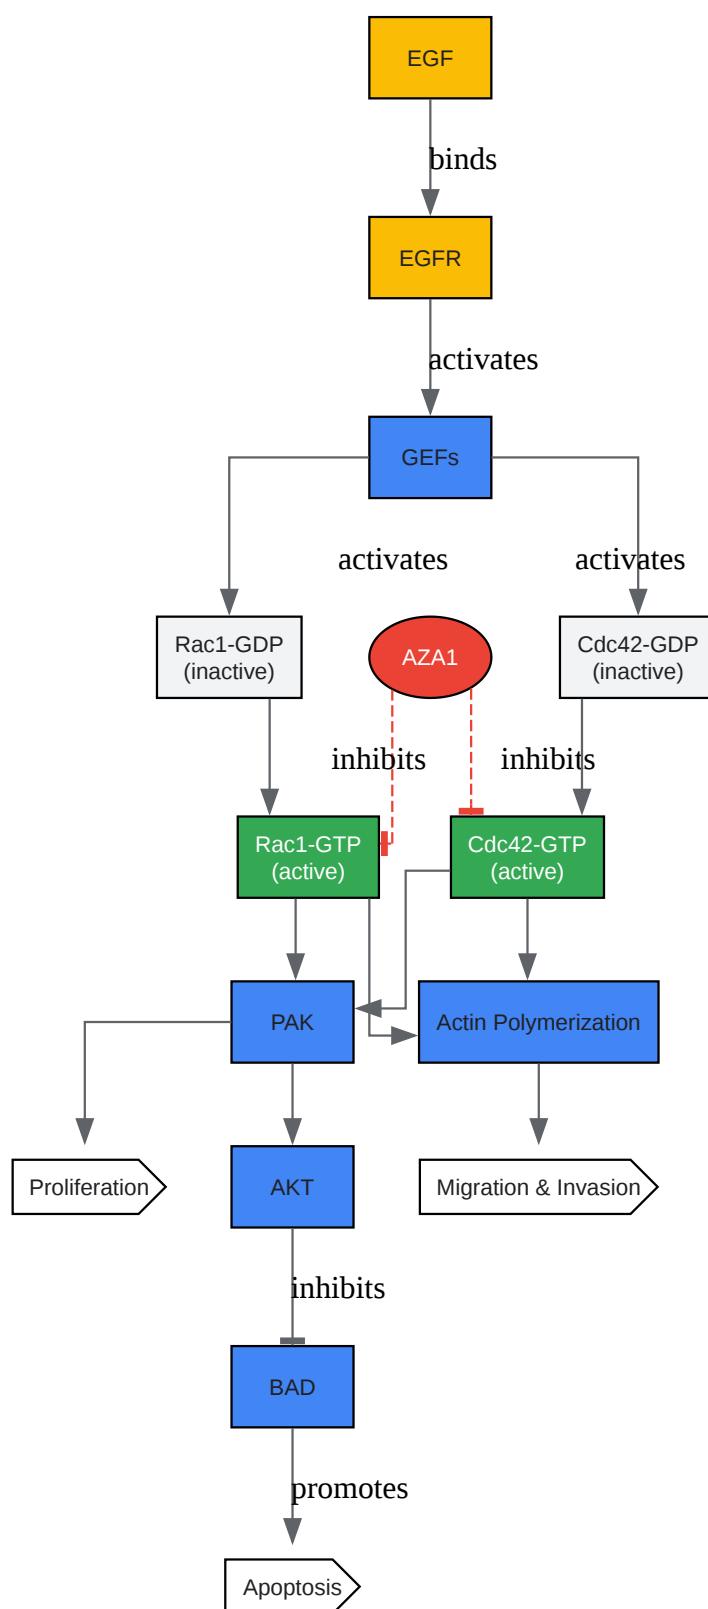 EGF
binds
EGFR
activates
GEFs
activates
activates
Rac1-GDP
(inactive)
AZA1
Cdc42-GDP
(inactive)
inhibits
inhibits
Rac1-GTP
(active)
Cdc42-GTP
(active)
PAK
Actin Polymerization
Proliferation
AKT
Migration & Invasion
inhibits
BAD
promotes
Apoptosis